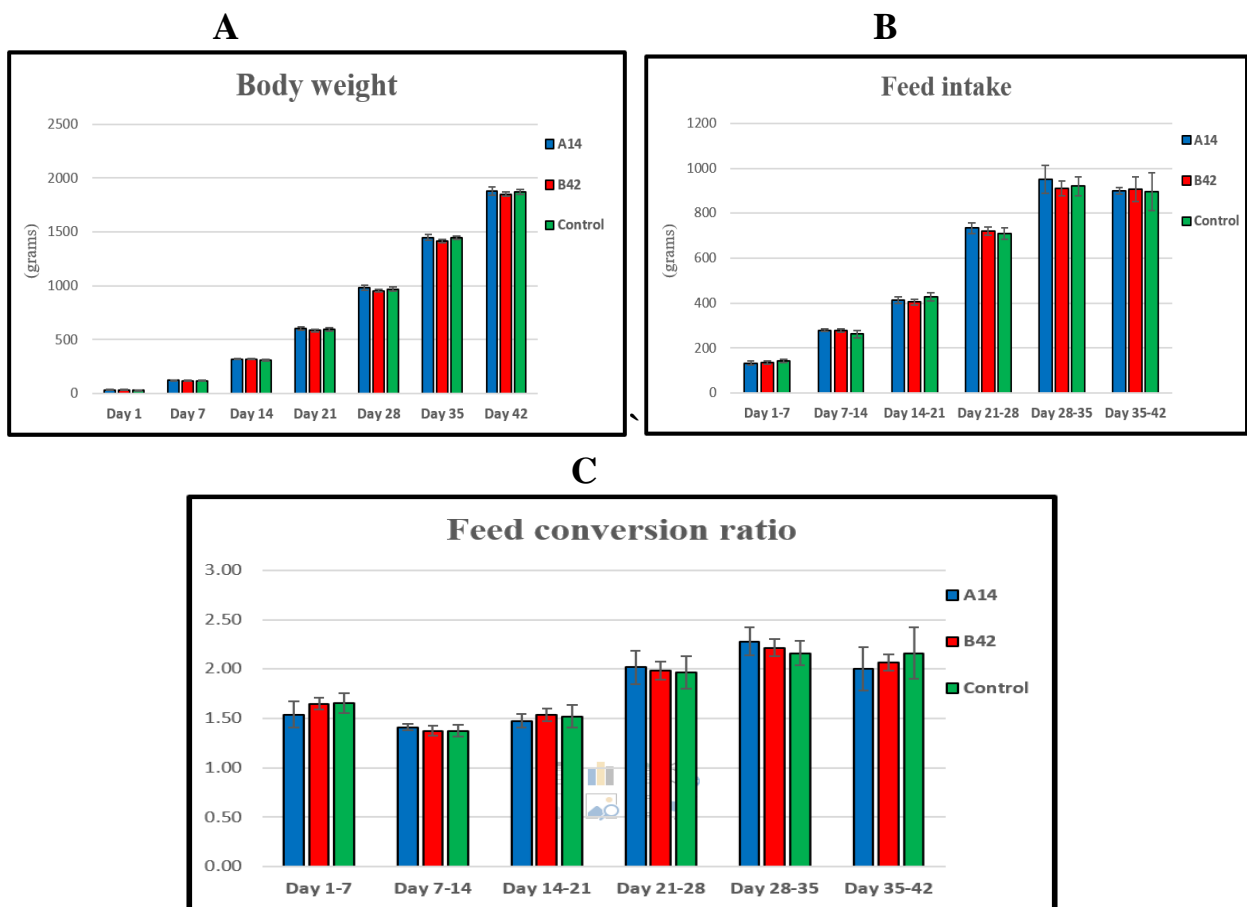 A
Body weight
2500
2000
1500
1000
500
0
(grams)
Day 1 Day 7 Day 14 Day 21 Day 28 Day 35 Day 42
A14
B42
Control
`
B
Feed intake
1200
1000
800
600
400
200
0
(grams)
Day 1-7 Day 7-14 Day 14-21 Day 21-28 Day 28-35 Day 35-42
A14
B42
Control
C
Feed conversion ratio
3.00
2.50
2.00
1.50
1.00
0.50
0.00
Day 1-7 Day 7-14 Day 14-21 Day 21-28 Day 28-35 Day 35-42
A14
B42
Control